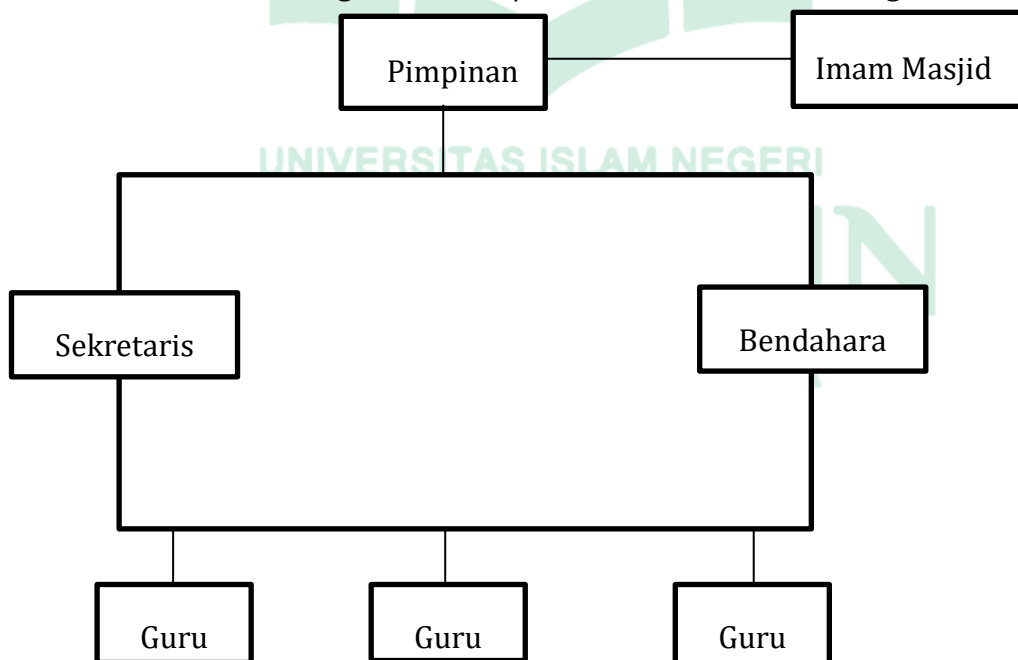 Pimpinan
Imam Masjid
UNIVERSITAS ISLAM NEGERI
Sekretaris
Bendahara
Guru
Guru
Guru